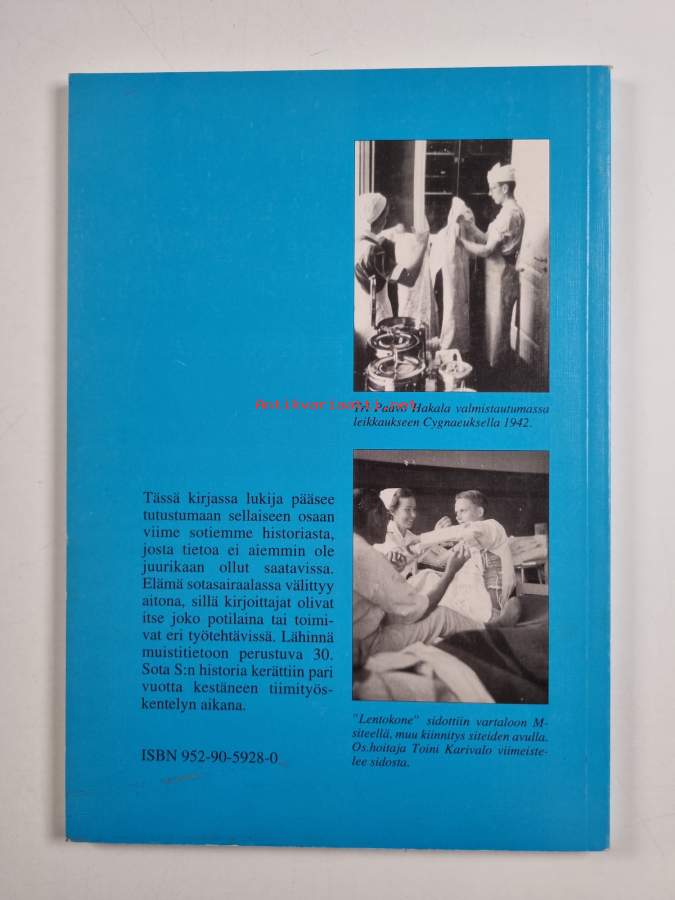 Antikvariaatti.net
Tri Paavo Hakala valmistautumassa
leikkaukseen Cygnaeuksella 1942.
Tässä kirjassa lukija pääsee
tutustumaan sellaiseen osaan
viime sotiemme historiasta,
josta tietoa ei aiemmin ole
juurikaan ollut saatavissa.
Elämä sotasairaalassa välittyy
aitona, sillä kirjoittajat olivat
itse joko potilaina tai toimi-
vat eri työtehtävissä. Lähinnä
muistitietoon perustuva 30.
Sota S:n historia kerättiin pari
vuotta kestäneen tiimityös-
kentelyn aikana.
ISBN 952-90-5928-0
"Lentokone" sidottiin vartaloon M-
siteellä, muu kiinnitys siteiden avulla.
Os.hoitaja Toini Karivalo viimeiste-
lee sidosta.